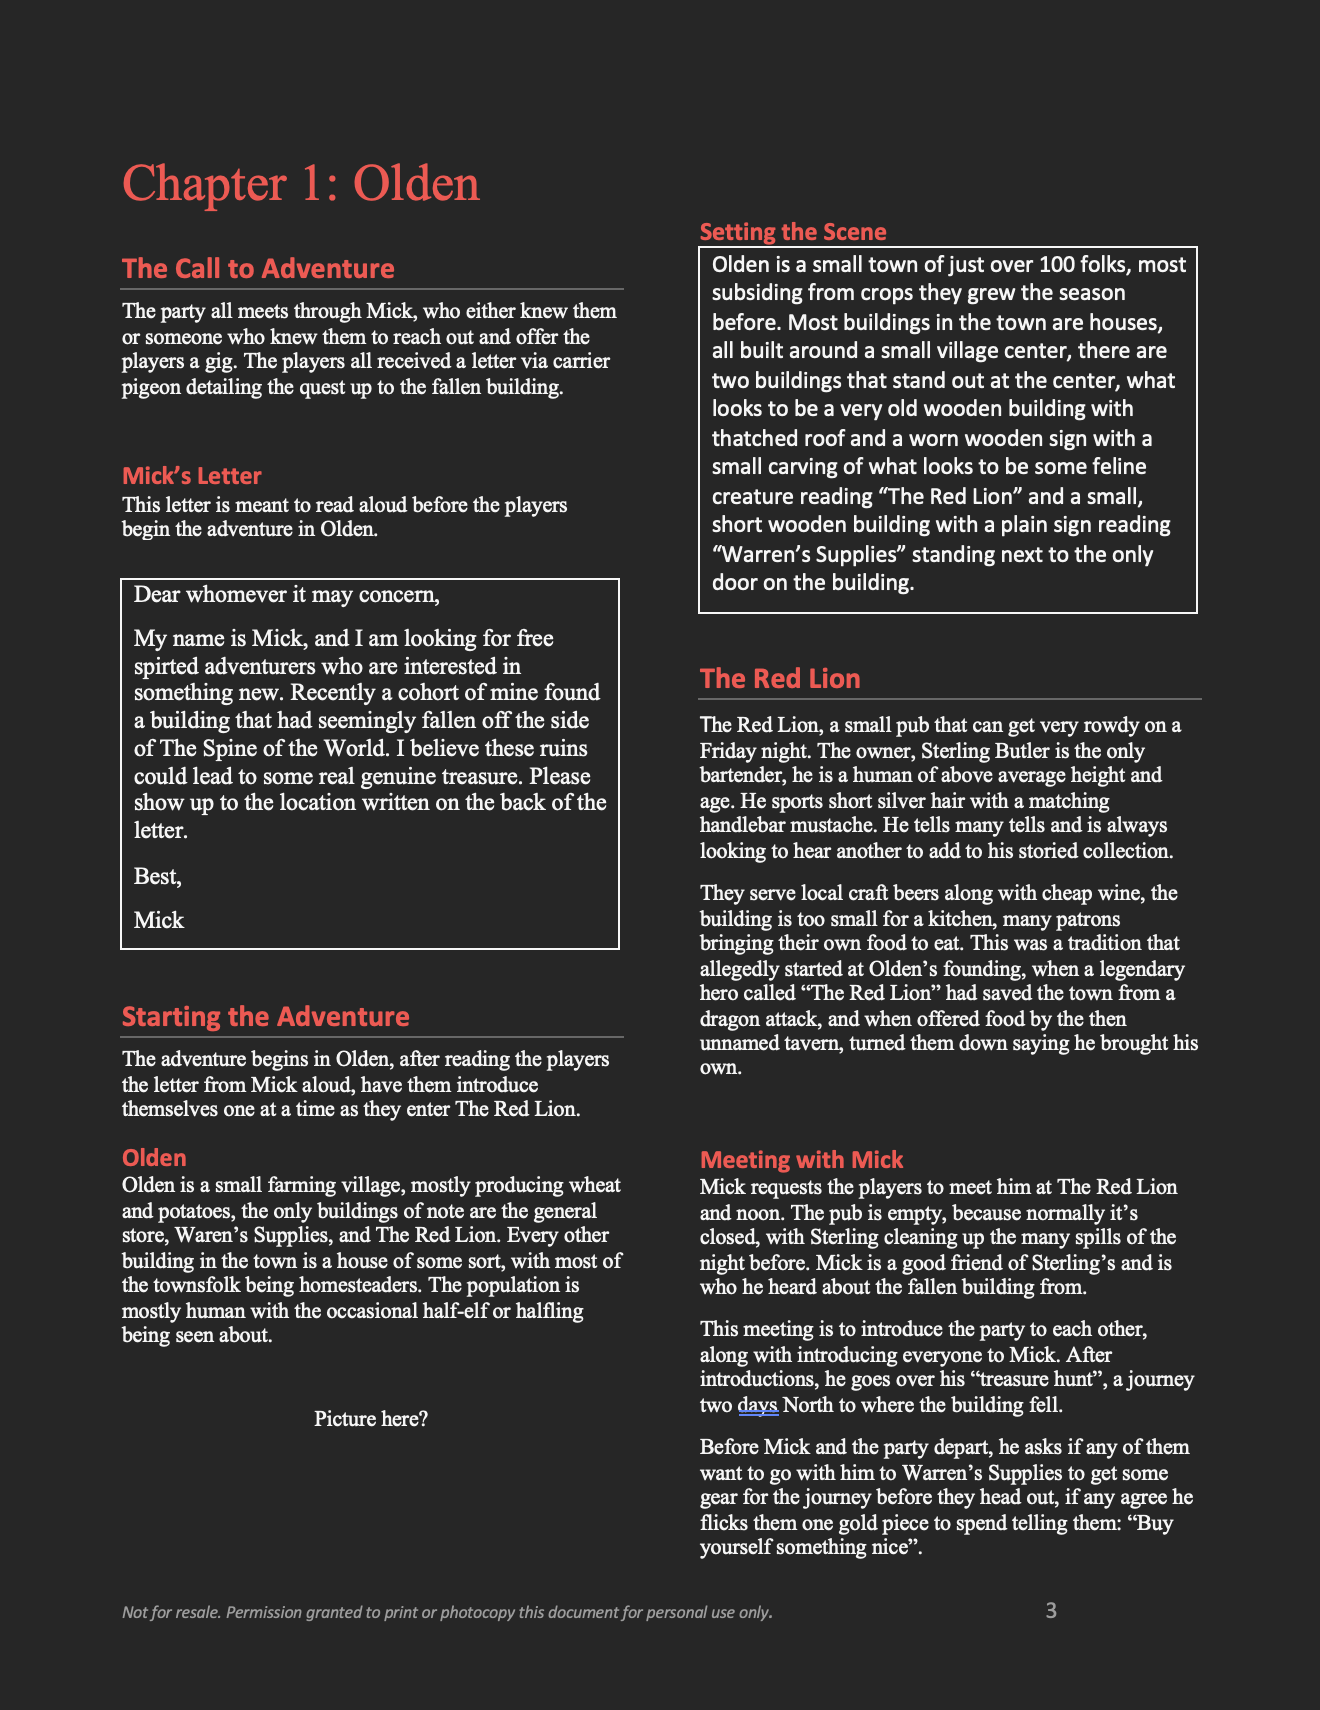 Chapter 1: Olden
The Call to Adventure
The party all meets through Mick, who either knew them
or someone who knew them to reach out and offer the
players a gig. The players all received a letter via carrier
pigeon detailing the quest up to the fallen building.
Mick’s Letter
This letter is meant to read aloud before the players
begin the adventure in Olden.
Dear whomever it may concern,
My name is Mick, and I am looking for free
spirted adventurers who are interested in
something new. Recently a cohort of mine found
a building that had seemingly fallen off the side
of The Spine of the World. I believe these ruins
could lead to some real genuine treasure. Please
show up to the location written on the back of the
letter.
Best,
Mick
Starting the Adventure
The adventure begins in Olden, after reading the players
the letter from Mick aloud, have them introduce
themselves one at a time as they enter The Red Lion.
Olden
Olden is a small farming village, mostly producing wheat
and potatoes, the only buildings of note are the general
store, Waren’s Supplies, and The Red Lion. Every other
building in the town is a house of some sort, with most of
the townsfolk being homesteaders. The population is
mostly human with the occasional half-elf or halfling
being seen about.
Picture here?
Setting the Scene
Olden is a small town of just over 100 folks, most
subsiding from crops they grew the season
before. Most buildings in the town are houses,
all built around a small village center, there are
two buildings that stand out at the center, what
looks to be a very old wooden building with
thatched roof and a worn wooden sign with a
small carving of what looks to be some feline
creature reading “The Red Lion” and a small,
short wooden building with a plain sign reading
“Warren’s Supplies” standing next to the only
door on the building.
The Red Lion
The Red Lion, a small pub that can get very rowdy on a
Friday night. The owner, Sterling Butler is the only
bartender, he is a human of above average height and
age. He sports short silver hair with a matching
handlebar mustache. He tells many tells and is always
looking to hear another to add to his storied collection.
They serve local craft beers along with cheap wine, the
building is too small for a kitchen, many patrons
bringing their own food to eat. This was a tradition that
allegedly started at Olden’s founding, when a legendary
hero called “The Red Lion” had saved the town from a
dragon attack, and when offered food by the then
unnamed tavern, turned them down saying he brought his
own.
Meeting with Mick
Mick requests the players to meet him at The Red Lion
and noon. The pub is empty, because normally it’s
closed, with Sterling cleaning up the many spills of the
night before. Mick is a good friend of Sterling’s and is
who he heard about the fallen building from.
This meeting is to introduce the party to each other,
along with introducing everyone to Mick. After
introductions, he goes over his “treasure hunt”, a journey
two days North to where the building fell.
Before Mick and the party depart, he asks if any of them
want to go with him to Warren’s Supplies to get some
gear for the journey before they head out, if any agree he
flicks them one gold piece to spend telling them: “Buy
yourself something nice”.
Not for resale. Permission granted to print or photocopy this document for personal use only.
3